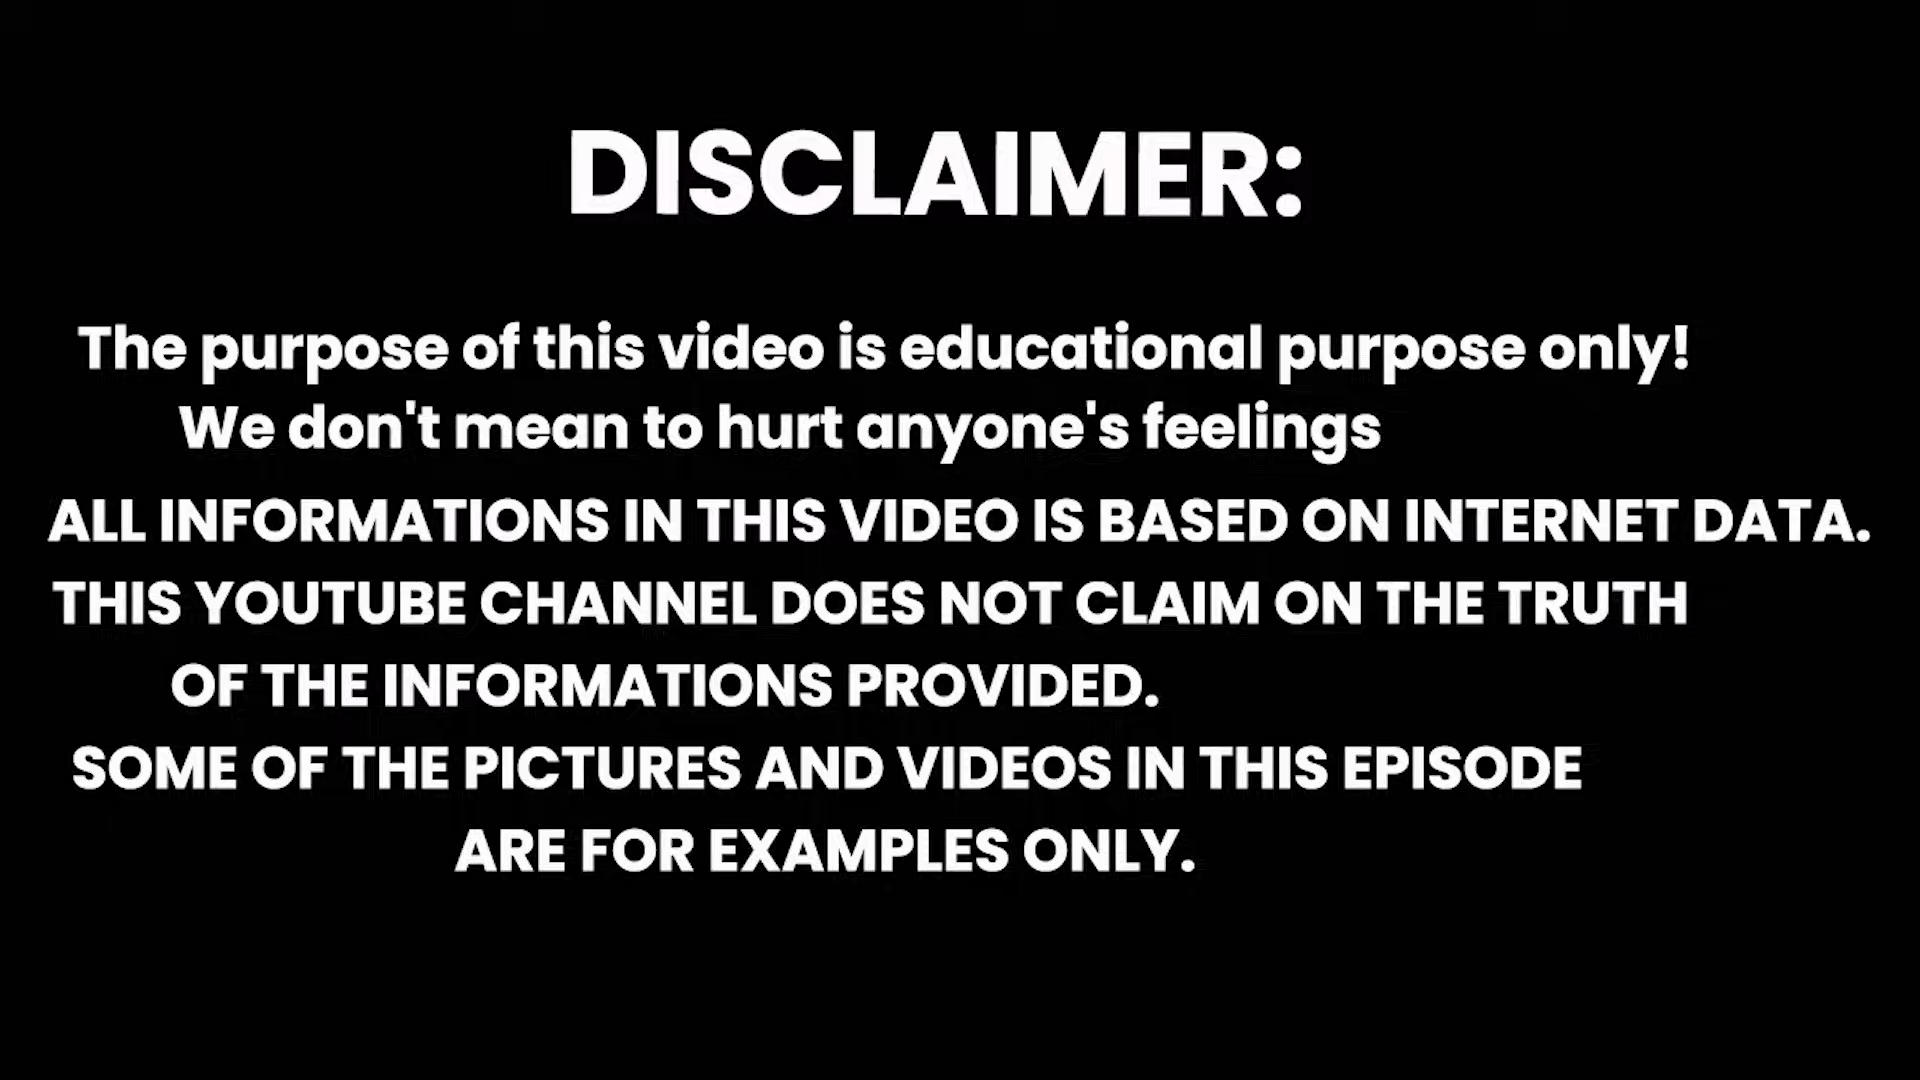 DISCLAIMER:
The purpose of this video is educational purpose only!
We don't mean to hurt anyone's feelings
ALL INFORMATIONS IN THIS VIDEO IS BASED ON INTERNET DATA.
THIS YOUTUBE CHANNEL DOES NOT CLAIM ON THE TRUTH
OF THE INFORMATIONS PROVIDED.
SOME OF THE PICTURES AND VIDEOS IN THIS EPISODE
ARE FOR EXAMPLES ONLY.